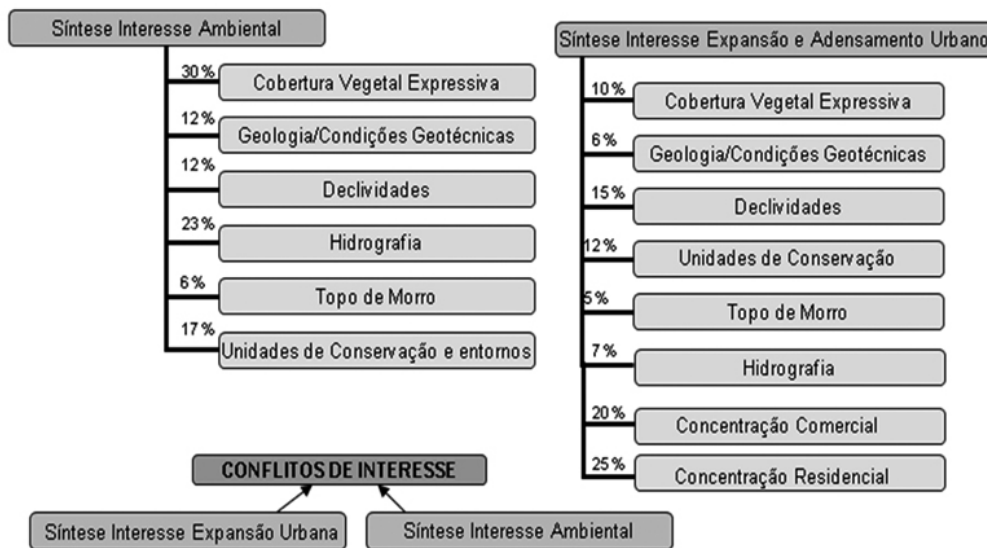 Síntese Interesse Ambiental
30%
Cobertura Vegetal Expressiva
12%
Geologia/Condições Geotécnicas
12%
Declividades
23%
Hidrografia
6%
Topo de Morro
17%
Unidades de Conservação e entornos
Síntese Interesse Expansão e Adensamento Urbano
10%
Cobertura Vegetal Expressiva
6%
Geologia/Condições Geotécnicas
15%
Declividades
12%
Unidades de Conservação
5%
Topo de Morro
7%
Hidrografia
20%
Concentração Comercial
25%
Concentração Residencial
CONFLITOS DE INTERESSE
Síntese Interesse Expansão Urbana
Síntese Interesse Ambiental